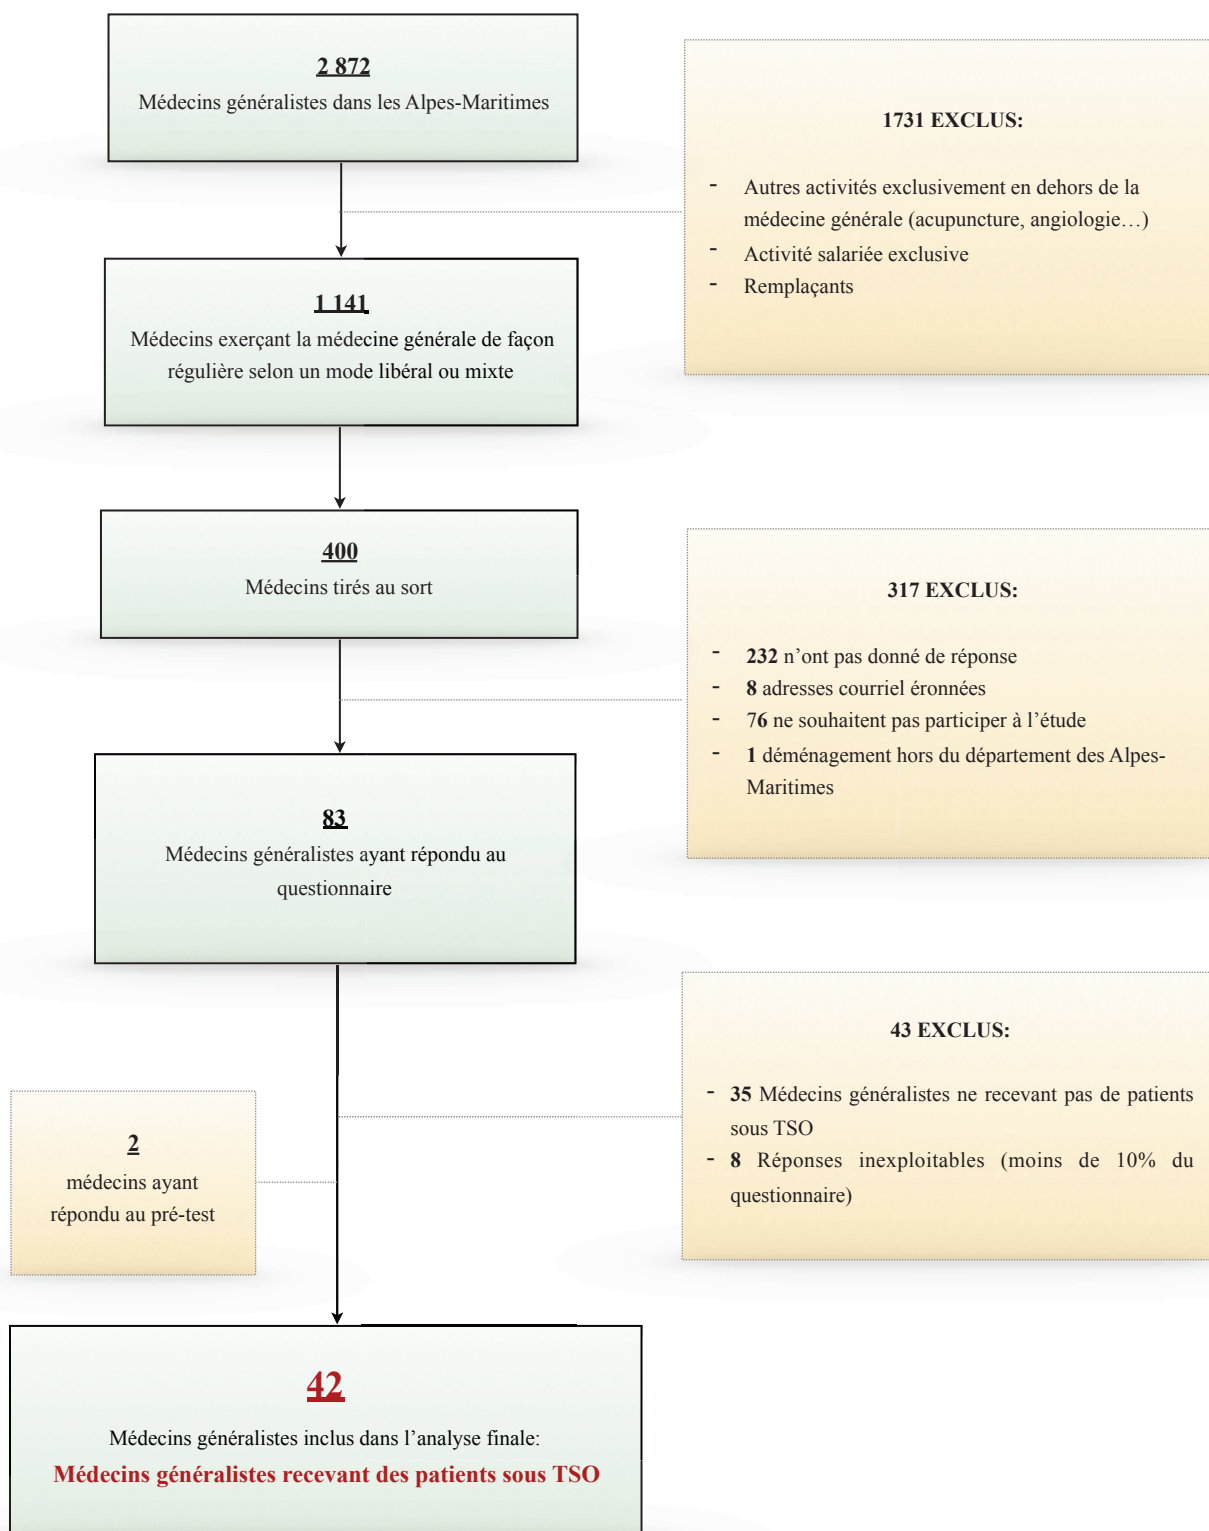 2 872
Médecins généralistes dans les Alpes-Maritimes
1731 EXCLUS:
- Autres activités exclusivement en dehors de la
médecine générale (acupuncture, angiologie…)
- Activité salariée exclusive
- Remplaçants
1 141
Médecins exerçant la médecine générale de façon
régulière selon un mode libéral ou mixte
400
Médecins tirés au sort
317 EXCLUS:
- 232 n’ont pas donné de réponse
- 8 adresses courriel éronnées
- 76 ne souhaitent pas participer à l’étude
- 1 déménagement hors du département des Alpes-
Maritimes
83
Médecins généralistes ayant répondu au
questionnaire
43 EXCLUS:
- 35 Médecins généralistes ne recevant pas de patients
sous TSO
- 8 Réponses inexploitables (moins de 10% du
questionnaire)
2
médecins ayant
répondu au pré-test
42
Médecins généralistes inclus dans l’analyse finale:
Médecins généralistes recevant des patients sous TSO